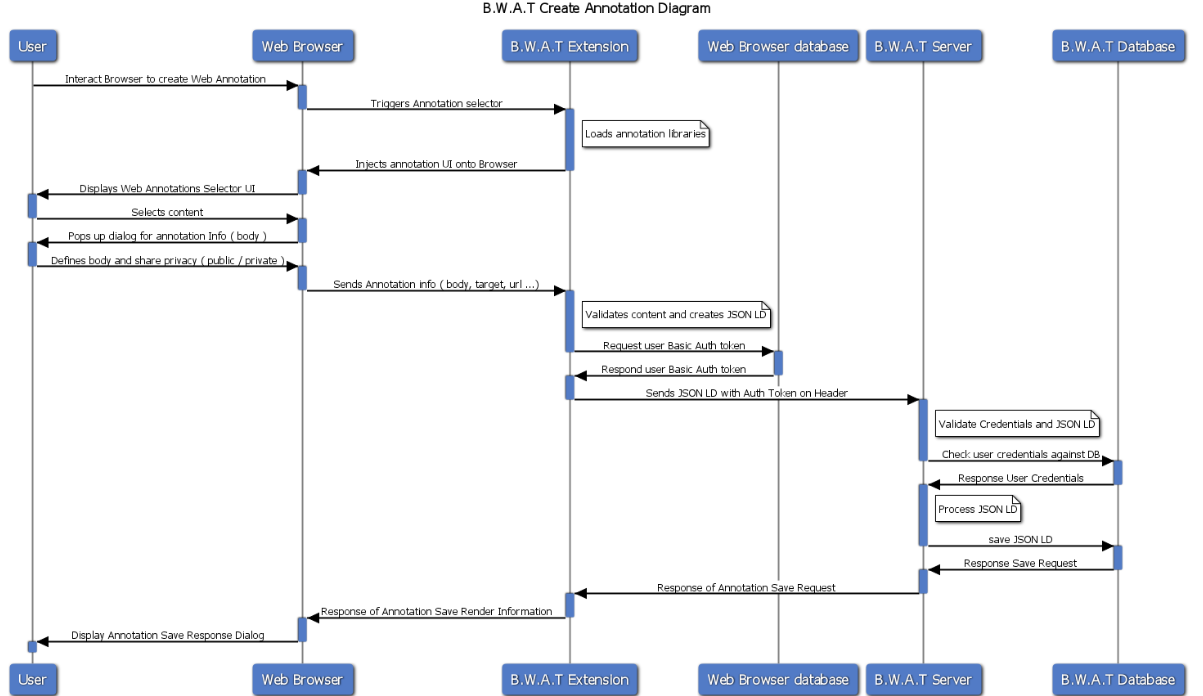 B.W.A.T Create Annotation Diagram
User
Web Browser
B.W.A.T Extension
Web Browser database
B.W.A.T Server
B.W.A.T Database
Interact Browser to create Web Annotation
Triggers Annotation selector
Loads annotation libraries
Injects annotation UI onto Browser
Displays Web Annotations Selector UI
Selects content
Pops up dialog for annotation Info ( body )
Defines body and share privacy ( public / private )
Sends Annotation info ( body, target, url ...)
Validates content and creates JSON LD
Request user Basic Auth token
Respond user Basic Auth token
Sends JSON LD with Auth Token on Header
Validate Credentials and JSON LD
Check user credentials against DB
Response User Credentials
Process JSON LD
save JSON LD
Response Save Request
Response of Annotation Save Request
Response of Annotation Save Render Information
Display Annotation Save Response Dialog
User
Web Browser
B.W.A.T Extension
Web Browser database
B.W.A.T Server
B.W.A.T Database